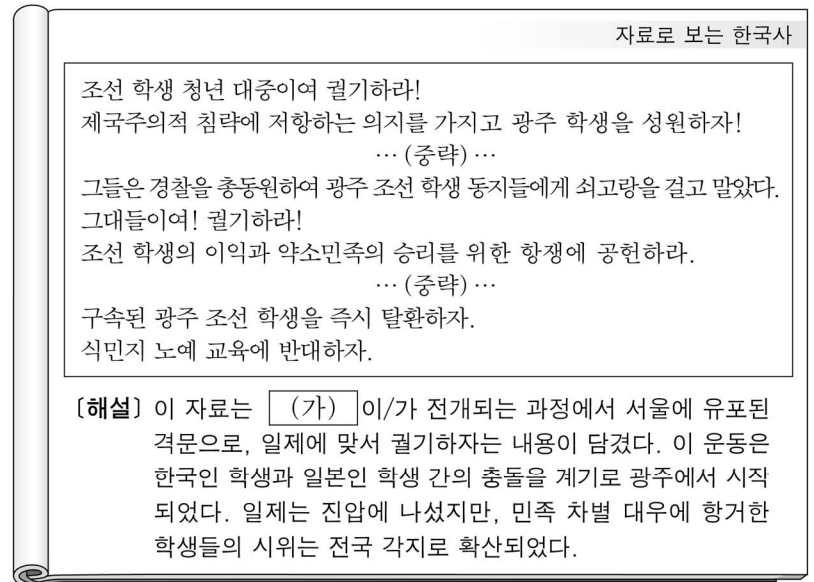 자료로 보는 한국사
조선 학생 청년 대중이여 궐기하라!
제국주의적 침략에 저항하는 의지를 가지고 광주 학생을 성원하자!
… (중략) …
그들은 경찰을 총동원하여 광주 조선 학생 동지들에게 쇠고랑을 걸고 말았다.
그대들이여! 궐기하라!
조선 학생의 이익과 약소민족의 승리를 위한 항쟁에 공헌하라.
… (중략) …
구속된 광주 조선 학생을 즉시 탈환하자.
식민지 노예 교육에 반대하자.
〔해설〕 이 자료는 (가) 이/가 전개되는 과정에서 서울에 유포된
격문으로, 일제에 맞서 궐기하자는 내용이 담겼다. 이 운동은
한국인 학생과 일본인 학생 간의 충돌을 계기로 광주에서 시작
되었다. 일제는 진압에 나섰지만, 민족 차별 대우에 항거한
학생들의 시위는 전국 각지로 확산되었다.